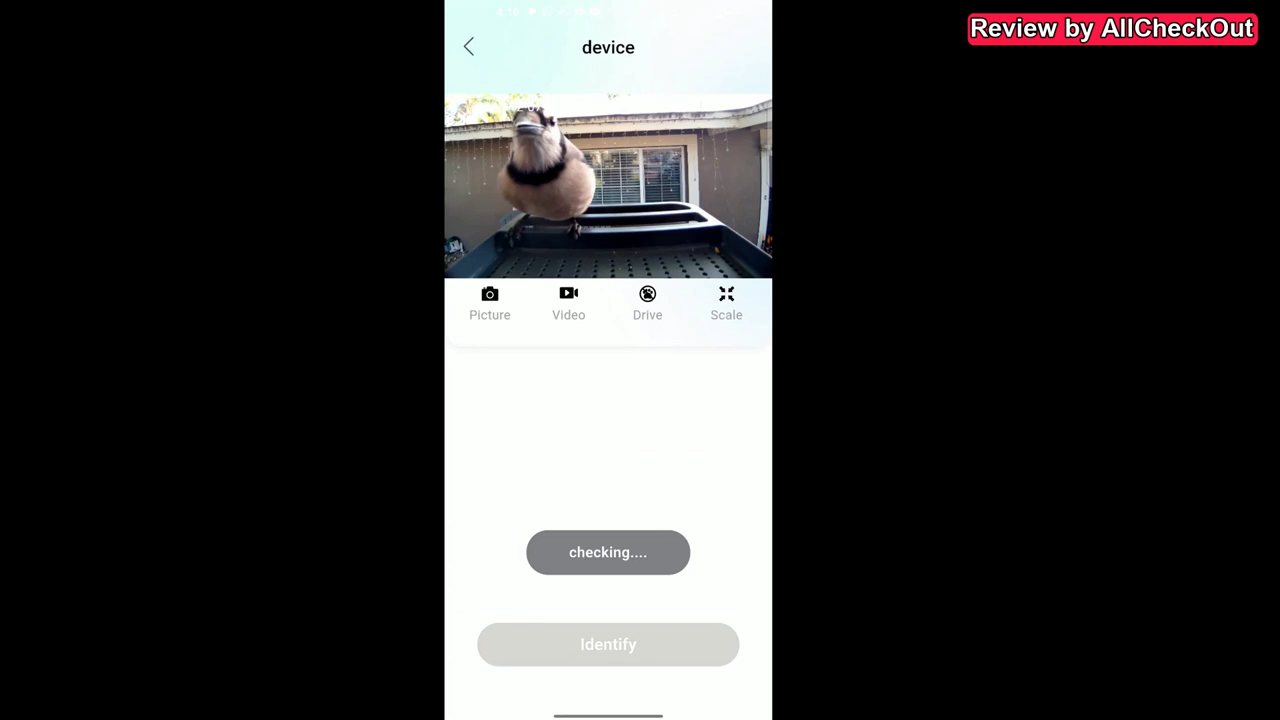 Review by AllCheckOut
device
Picture
Video
Drive
Scale
checking....
Identify